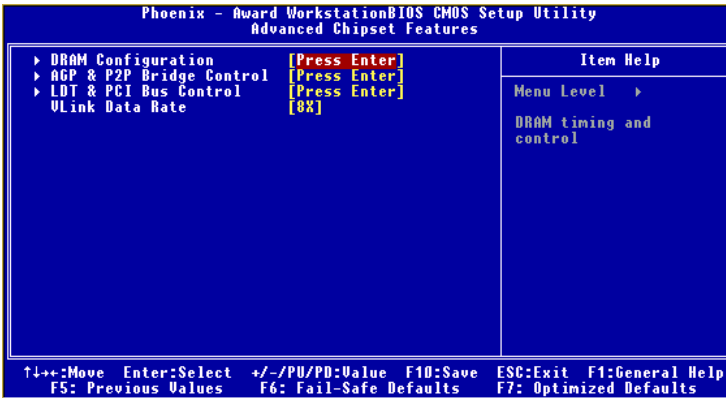 Phoenix - Award WorkstationBIOS CMOS Setup Utility
Advanced Chipset Features
DRAM Configuration [Press Enter]
AGP & P2P Bridge Control [Press Enter]
LDT & PCI Bus Control [Press Enter]
VLink Data Rate [8X]
Item Help
Menu Level
DRAM timing and
control
↑↓→←:Move Enter:Select +/-/PU/PD:Value F10:Save ESC:Exit F1:General Help
F5: Previous Values F6: Fail-Safe Defaults F7: Optimized Defaults